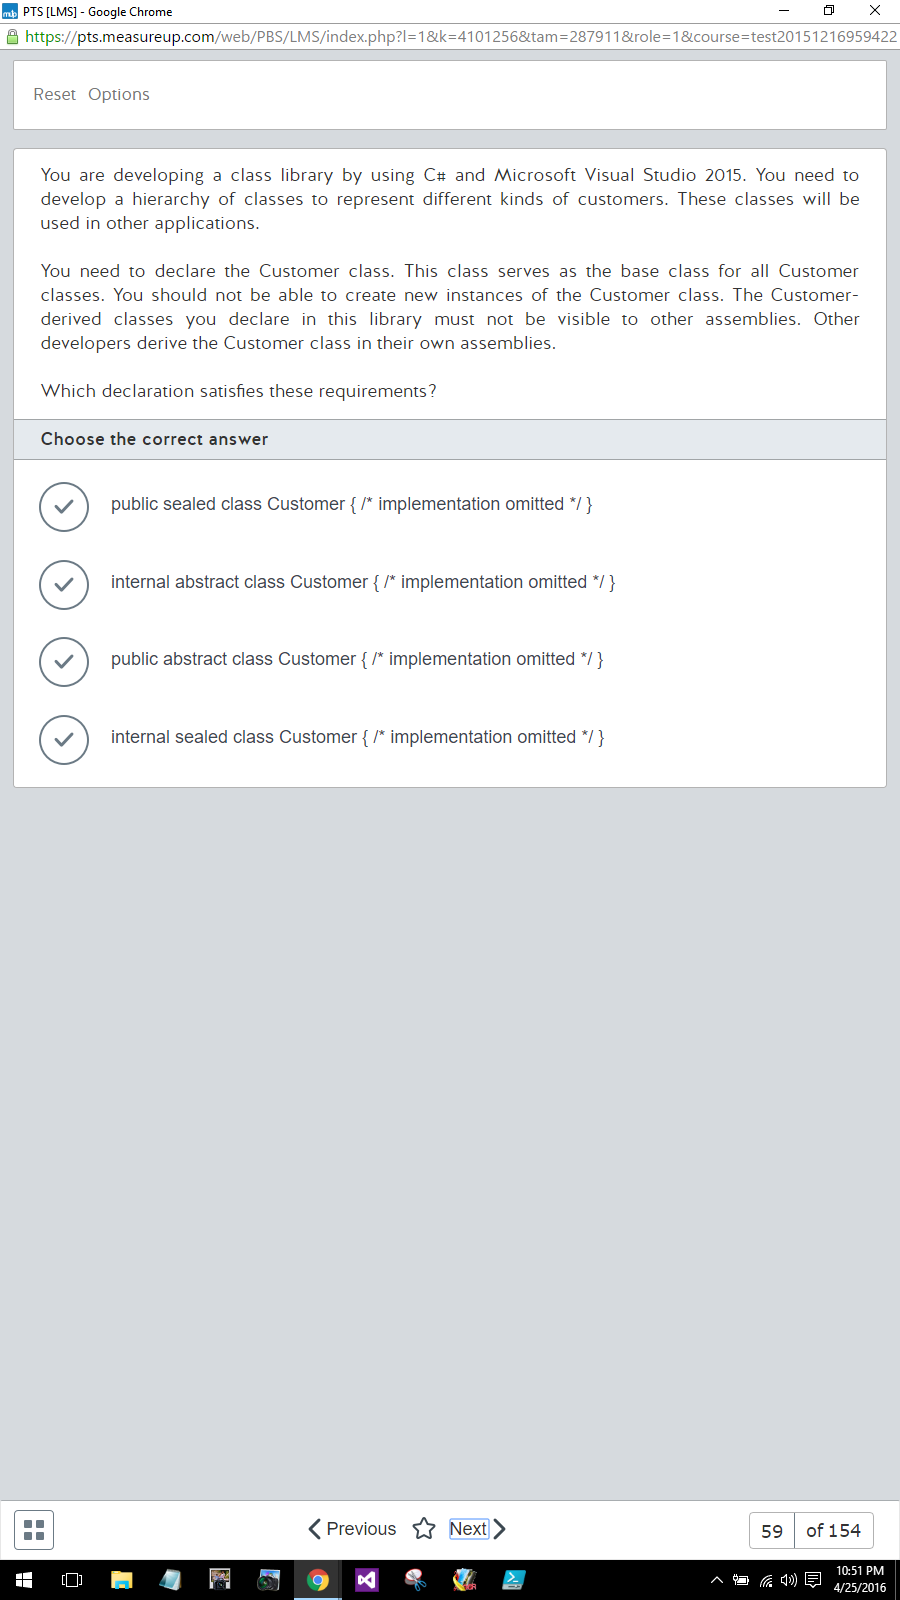 PTS [LMS] - Google Chrome
https://pts.measureup.com/web/PBS/LMS/index.php?l=1&k=4101256&tam=287911&role=1&course=test20151216959422
Reset Options
You are developing a class library by using C# and Microsoft Visual Studio 2015. You need to
develop a hierarchy of classes to represent different kinds of customers. These classes will be
used in other applications.
You need to declare the Customer class. This class serves as the base class for all Customer
classes. You should not be able to create new instances of the Customer class. The Customer-
derived classes you declare in this library must not be visible to other assemblies. Other
developers derive the Customer class in their own assemblies.
Which declaration satisfies these requirements?
Choose the correct answer
public sealed class Customer { /* implementation omitted */ }
internal abstract class Customer { /* implementation omitted */ }
public abstract class Customer { /* implementation omitted */ }
internal sealed class Customer { /* implementation omitted */ }
Previous Next 59 of 154
10:51 PM
4/25/2016